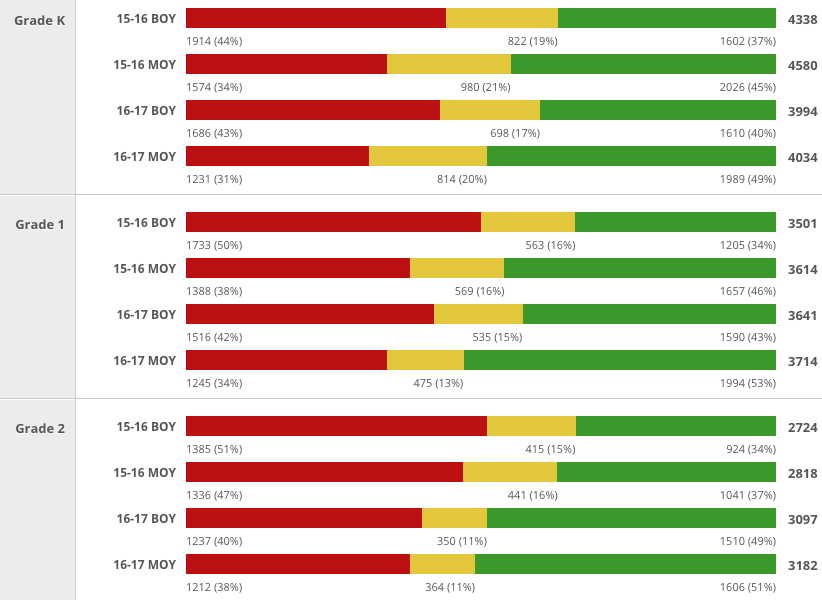 Grade K
15-16 BOY 4338
1914 (44%) 822 (19%) 1602 (37%)
15-16 MOY 4580
1574 (34%) 980 (21%) 2026 (45%)
16-17 BOY 3994
1686 (43%) 698 (17%) 1610 (40%)
16-17 MOY 4034
1231 (31%) 814 (20%) 1989 (49%)
Grade 1
15-16 BOY 3501
1733 (50%) 563 (16%) 1205 (34%)
15-16 MOY 3614
1388 (38%) 569 (16%) 1657 (46%)
16-17 BOY 3641
1516 (42%) 535 (15%) 1590 (43%)
16-17 MOY 3714
1245 (34%) 475 (13%) 1994 (53%)
Grade 2
15-16 BOY 2724
1385 (51%) 415 (15%) 924 (34%)
15-16 MOY 2818
1336 (47%) 441 (16%) 1041 (37%)
16-17 BOY 3097
1237 (40%) 350 (11%) 1510 (49%)
16-17 MOY 3182
1212 (38%) 364 (11%) 1606 (51%)